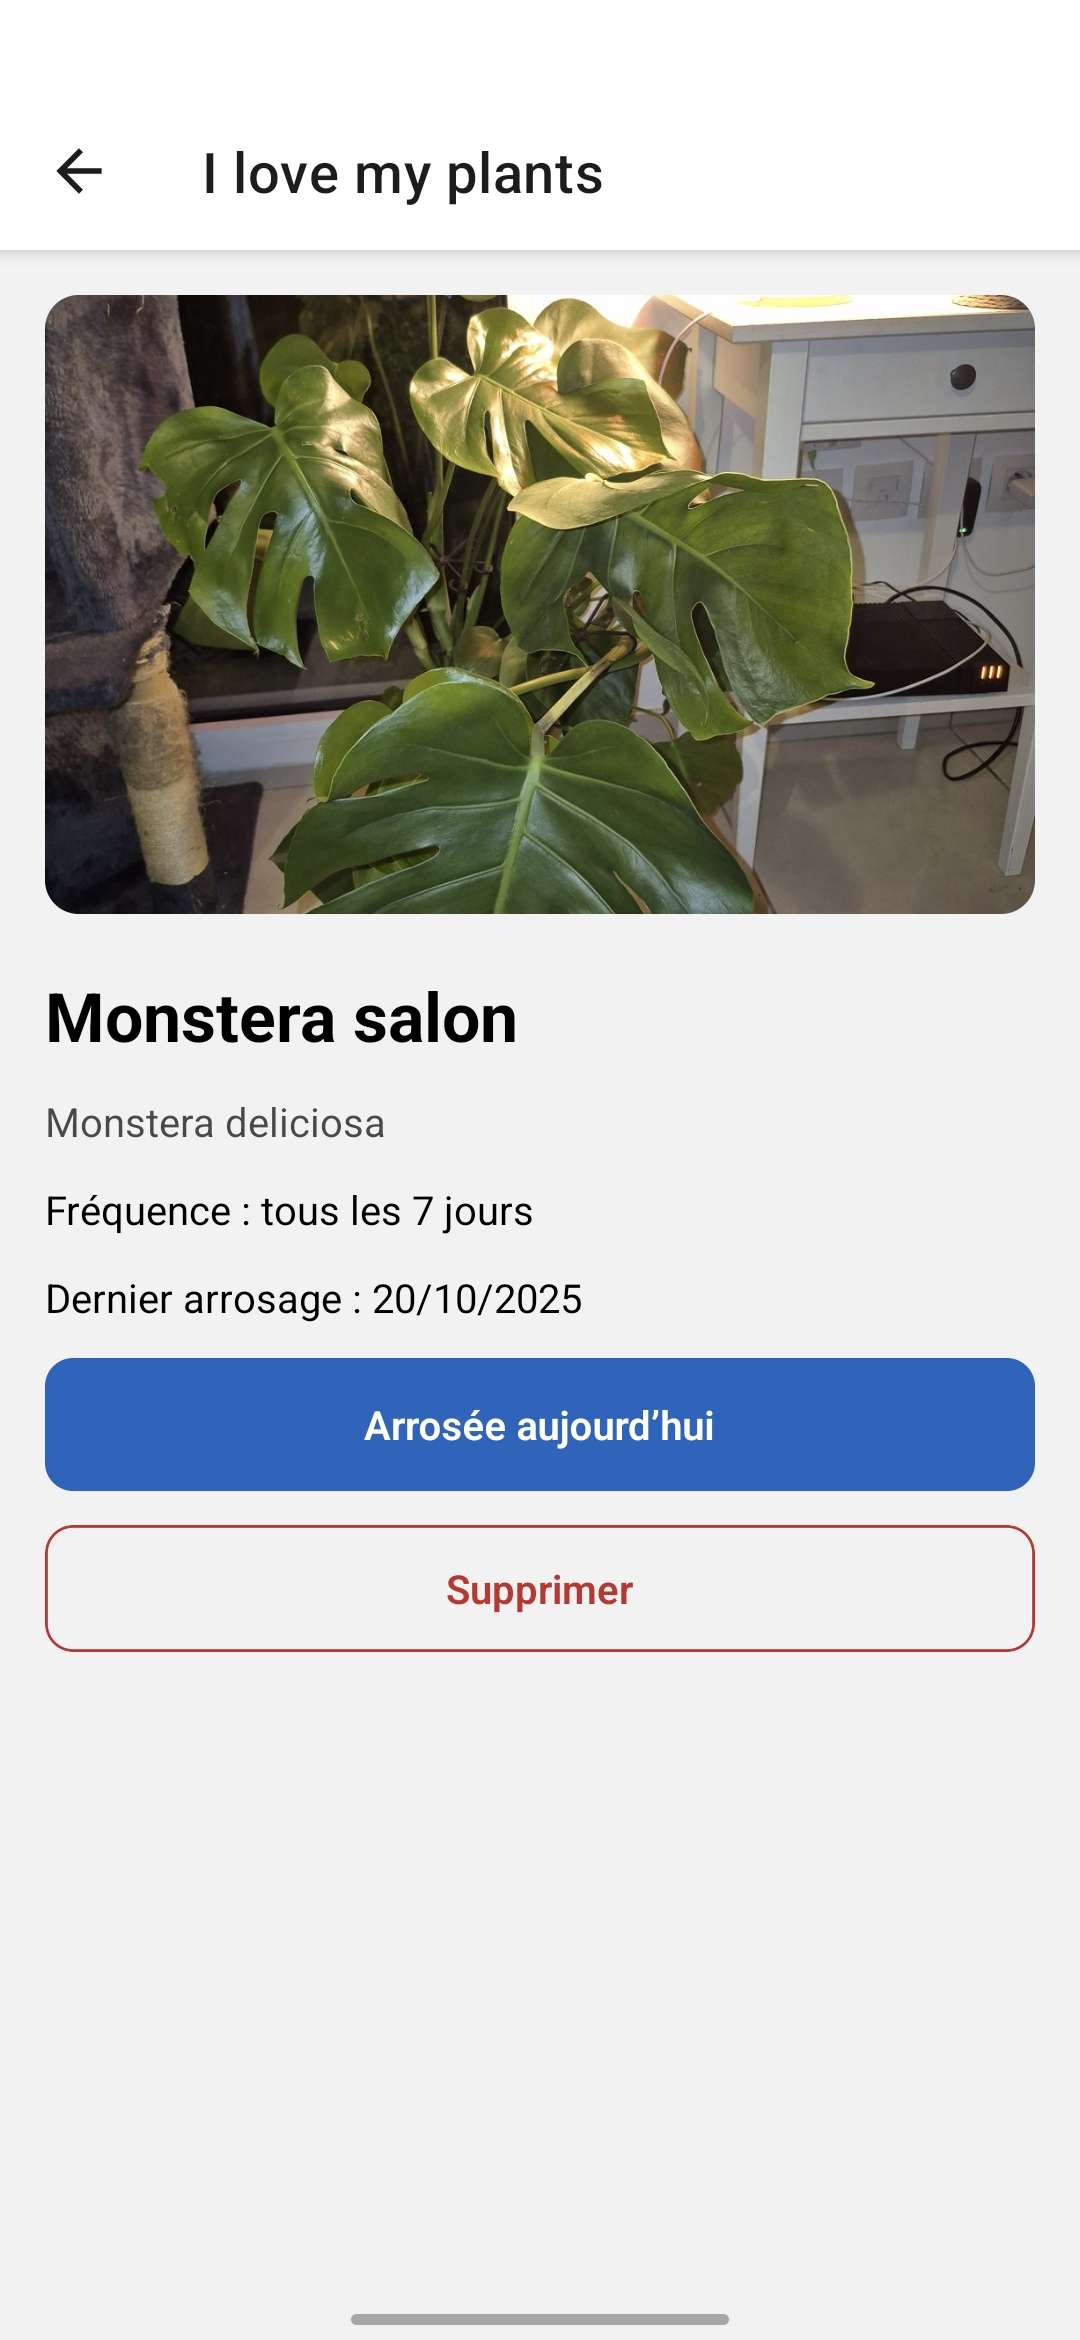 I love my plants
Monstera salon
Monstera deliciosa
Fréquence : tous les 7 jours
Dernier arrosage : 20/10/2025
Arrosée aujourd’hui
Supprimer